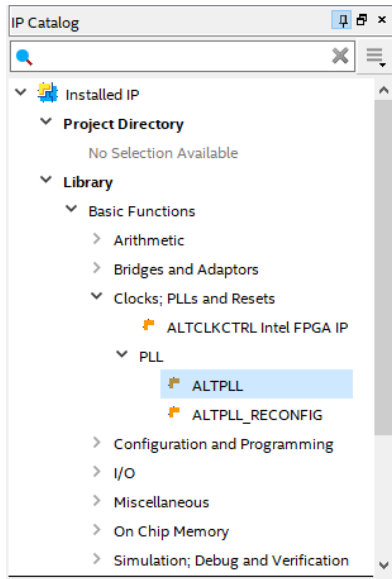 IP Catalog
Installed IP
Project Directory
No Selection Available
Library
Basic Functions
Arithmetic
Bridges and Adaptors
Clocks; PLLs and Resets
ALTCLKCTRL Intel FPGA IP
PLL
ALTPLL
ALTPLL_RECONFIG
Configuration and Programming
I/O
Miscellaneous
On Chip Memory
Simulation; Debug and Verification